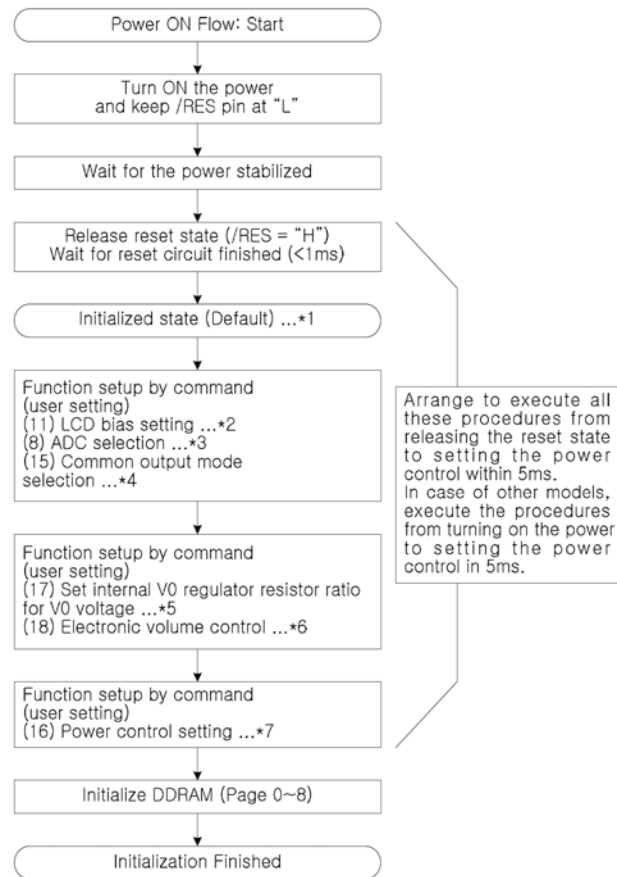 Power ON Flow: Start
Turn ON the power
and keep /RES pin at “L”
Wait for the power stabilized
Release reset state (/RES = “H”)
Wait for reset circuit finished (<1ms)
Initialized state (Default) ...*1
Function setup by command
(user setting)
(11) LCD bias setting ...*2
(8) ADC selection ...*3
(15) Common output mode
selection ...*4
Function setup by command
(user setting)
(17) Set internal V0 regulator resistor ratio
for V0 voltage ...*5
(18) Electronic volume control ...*6
Function setup by command
(user setting)
(16) Power control setting ...*7
Initialize DDRAM (Page 0~8)
Initialization Finished
Arrange to execute all
these procedures from
releasing the reset state
to setting the power
control within 5ms.
In case of other models,
execute the procedures
from turning on the power
to setting the power
control in 5ms.